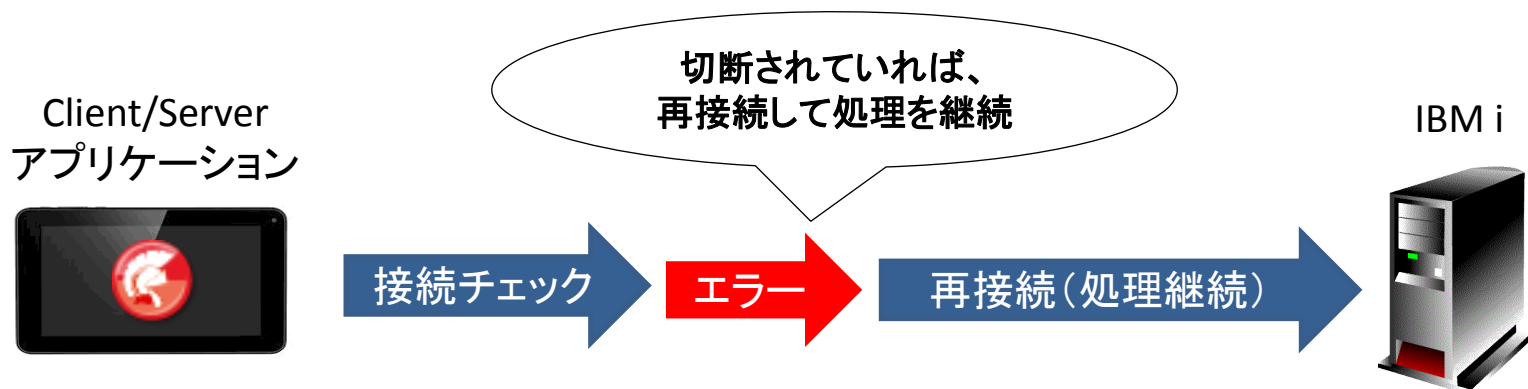 切断されていれば、
再接続して処理を継続
Client/Server
アプリケーション
IBM i
接続チェック
エラー
再接続(処理継続)